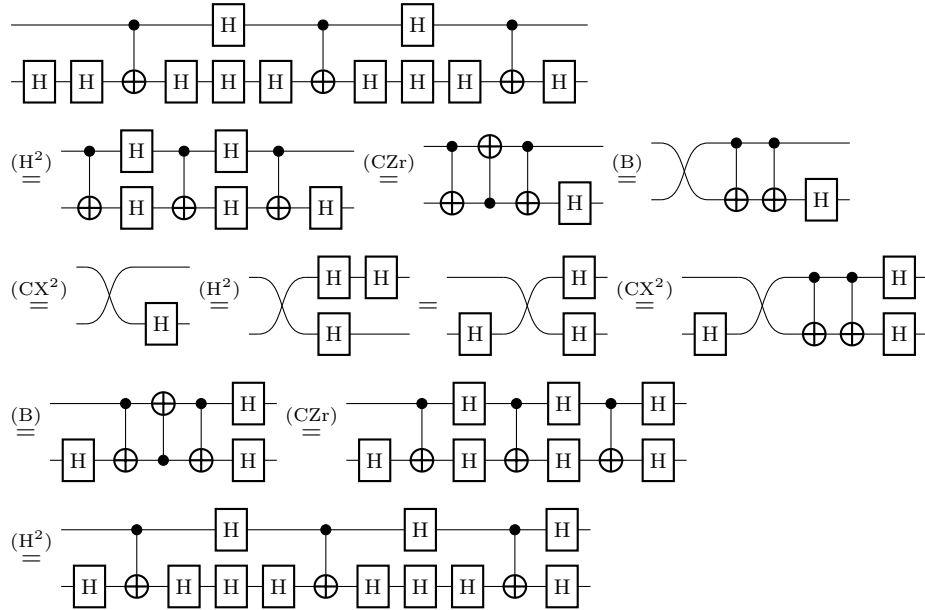 H H
H H H H H H H H H
H H
(H²) = (CZr) = (B) =
H H H H H
H H H H
(CX²) = (H²) = = (CX²) =
H H H H H H
H H H H
(B) = (CZr) =
H H H H H H
H H H
(H²) =
H H H H H H H H